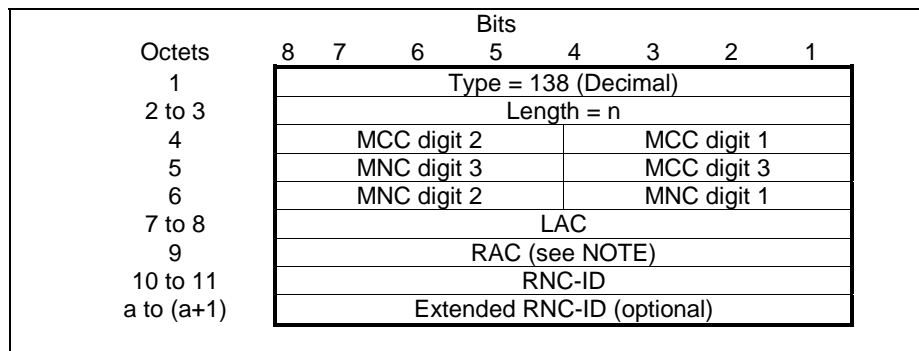 Bits
Octets 8 7 6 5 4 3 2 1
1 Type = 138 (Decimal)
2 to 3 Length = n
4 MCC digit 2 MCC digit 1
5 MNC digit 3 MCC digit 3
6 MNC digit 2 MNC digit 1
7 to 8 LAC
9 RAC (see NOTE)
10 to 11 RNC-ID
a to (a+1) Extended RNC-ID (optional)